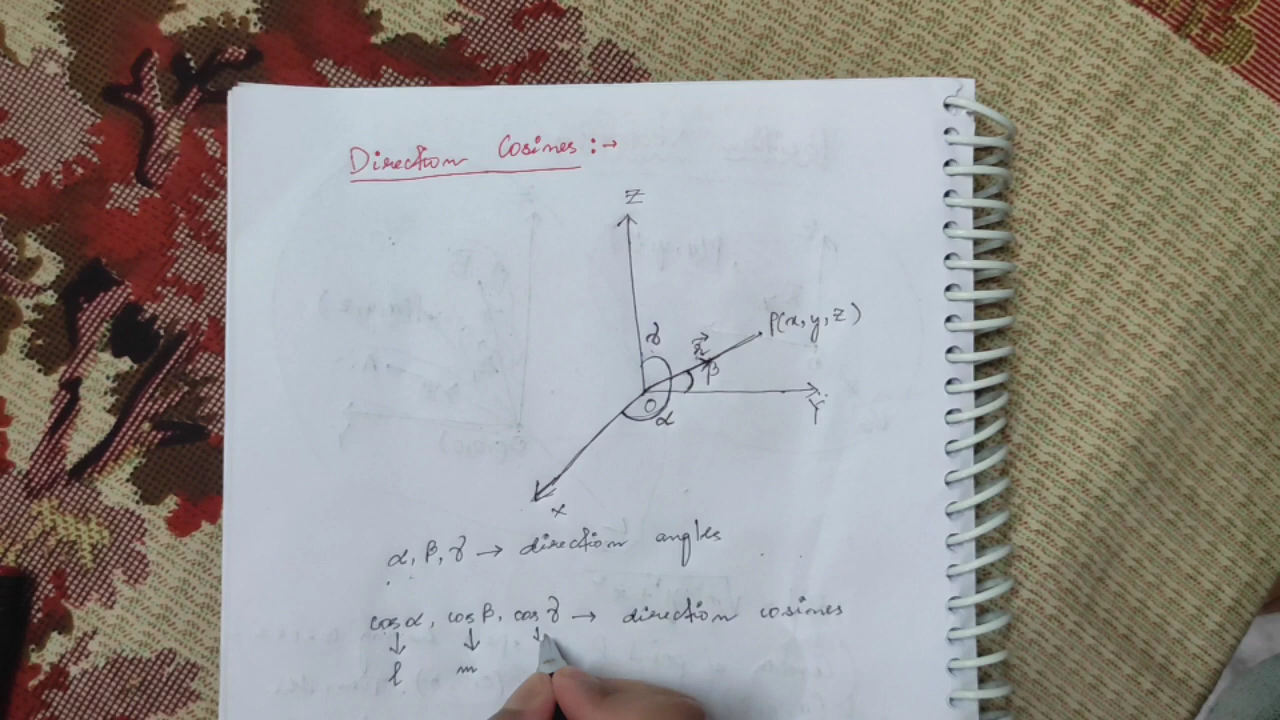 Direction Cosines :→
Z
γ
r⃗
P(x, y, z)
β
O
α
Y
X
α, β, γ → direction angles
cos α, cos β, cos γ → direction cosines
↓ ↓ ↓
l m